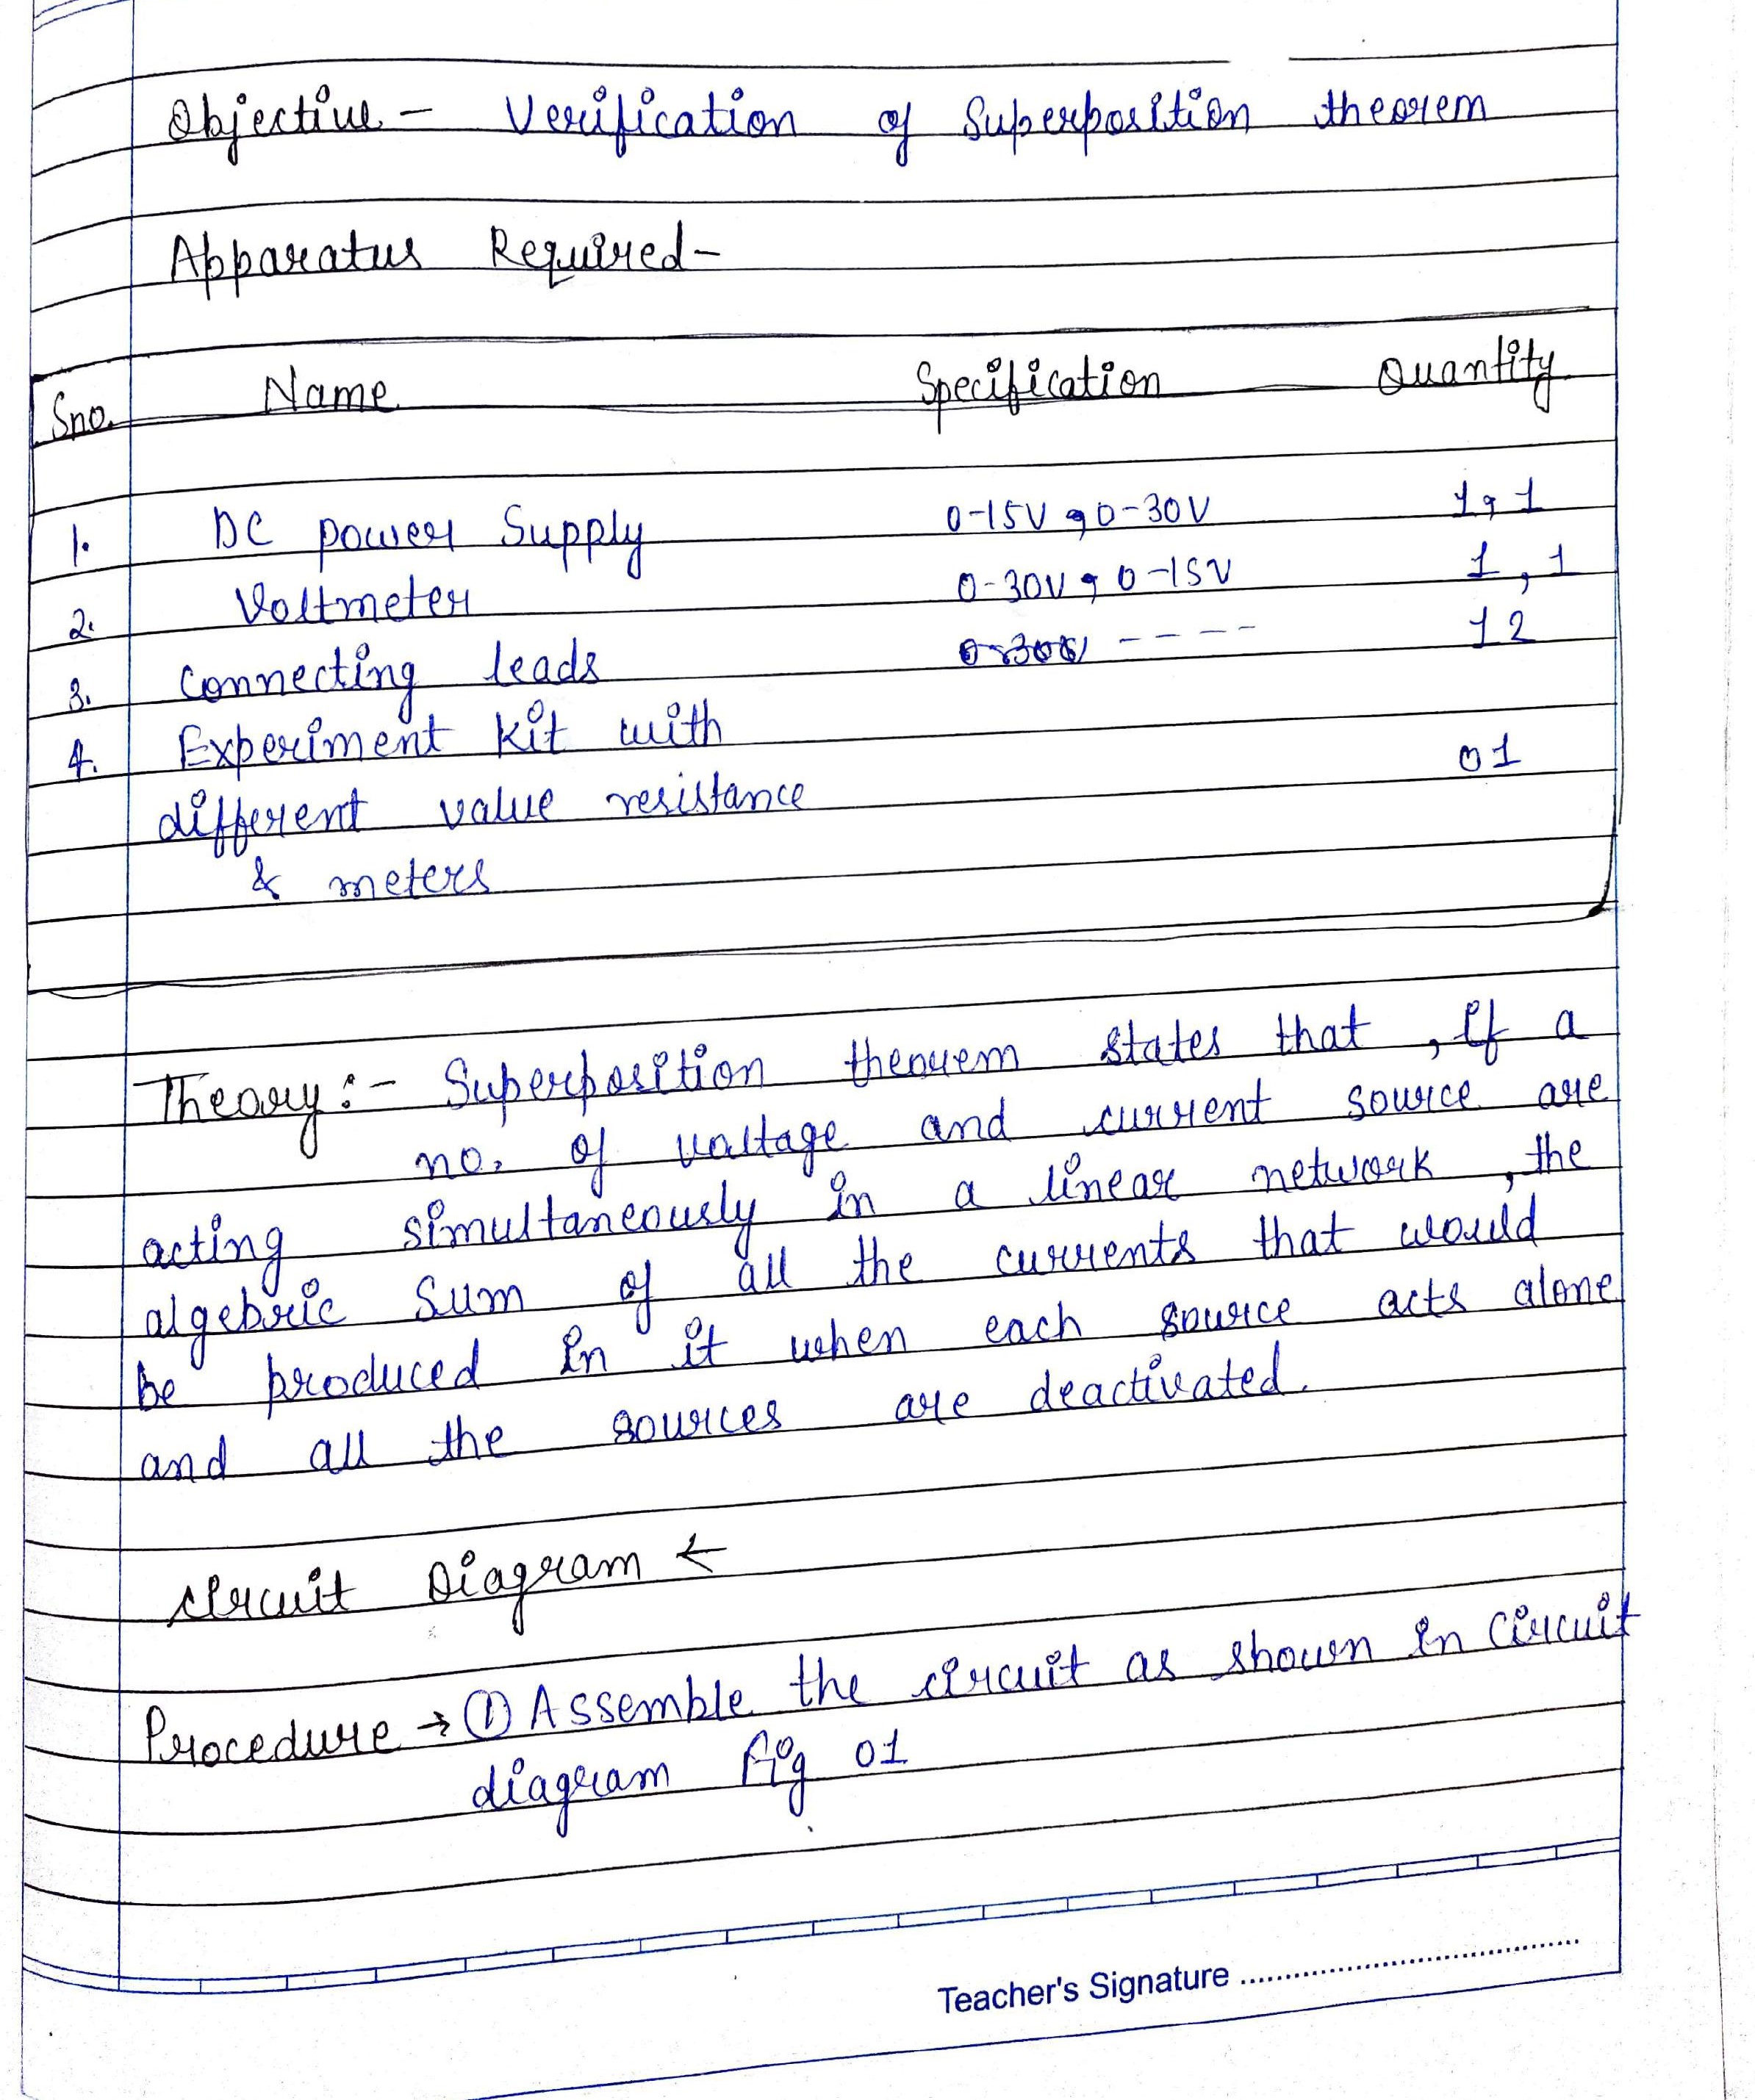 Objective - Verification of Superposition theorem
Apparatus Required-
Sno. Name Specification Quantity
1. DC power Supply 0-15V, 0-30V 1, 1
2. Voltmeter 0-30V, 0-15V 1, 1
3. Connecting leads ---- 12
4. Experiment kit with
different value resistance 01
& meters
Theory:- Superposition theorem states that, if a
no. of voltage and current source are
acting simultaneously in a linear network, the
algebric sum of all the currents that would
be produced in it when each source acts alone
and all the sources are deactivated.
circuit Diagram ←
Procedure → ① Assemble the circuit as shown in circuit
diagram fig 01
Teacher's Signature ........................................